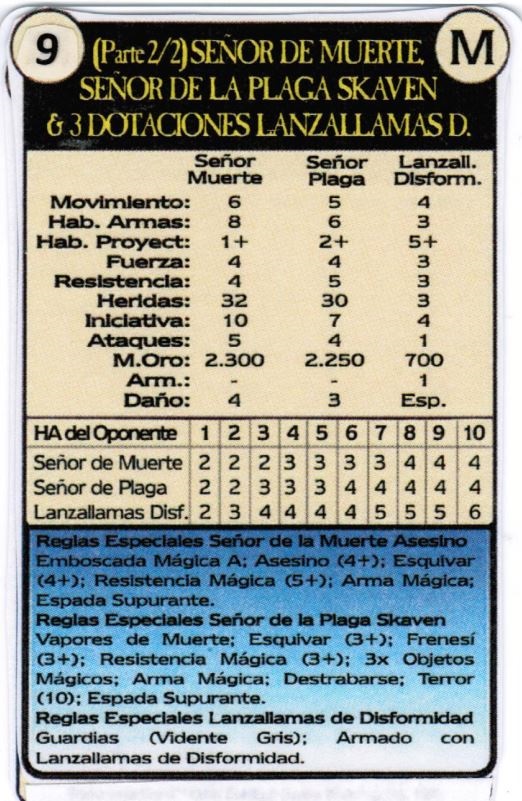 9 (Parte 2/2) SEÑOR DE MUERTE, M
SEÑOR DE LA PLAGA SKAVEN
& 3 DOTACIONES LANZALLAMAS D.
Señor Señor Lanzall.
Muerte Plaga Disform.
Movimiento: 6 5 4
Hab. Armas: 8 6 3
Hab. Proyect: 1+ 2+ 5+
Fuerza: 4 4 3
Resistencia: 4 5 3
Heridas: 32 30 3
Iniciativa: 10 7 4
Ataques: 5 4 1
M.Oro: 2.300 2.250 700
Arm.: - - 1
Daño: 4 3 Esp.
HA del Oponente 1 2 3 4 5 6 7 8 9 10
Señor de Muerte 2 2 2 3 3 3 3 4 4 4
Señor de Plaga 2 2 3 3 3 4 4 4 4 4
Lanzallamas Disf. 2 3 4 4 4 4 5 5 5 6
Reglas Especiales Señor de la Muerte Asesino
Emboscada Mágica A; Asesino (4+); Esquivar
(4+); Resistencia Mágica (5+); Arma Mágica;
Espada Supurante.
Reglas Especiales Señor de la Plaga Skaven
Vapores de Muerte; Esquivar (3+); Frenesí
(3+); Resistencia Mágica (3+); 3x Objetos
Mágicos; Arma Mágica; Destrabarse; Terror
(10); Espada Supurante.
Reglas Especiales Lanzallamas de Disformidad
Guardias (Vidente Gris); Armado con
Lanzallamas de Disformidad.